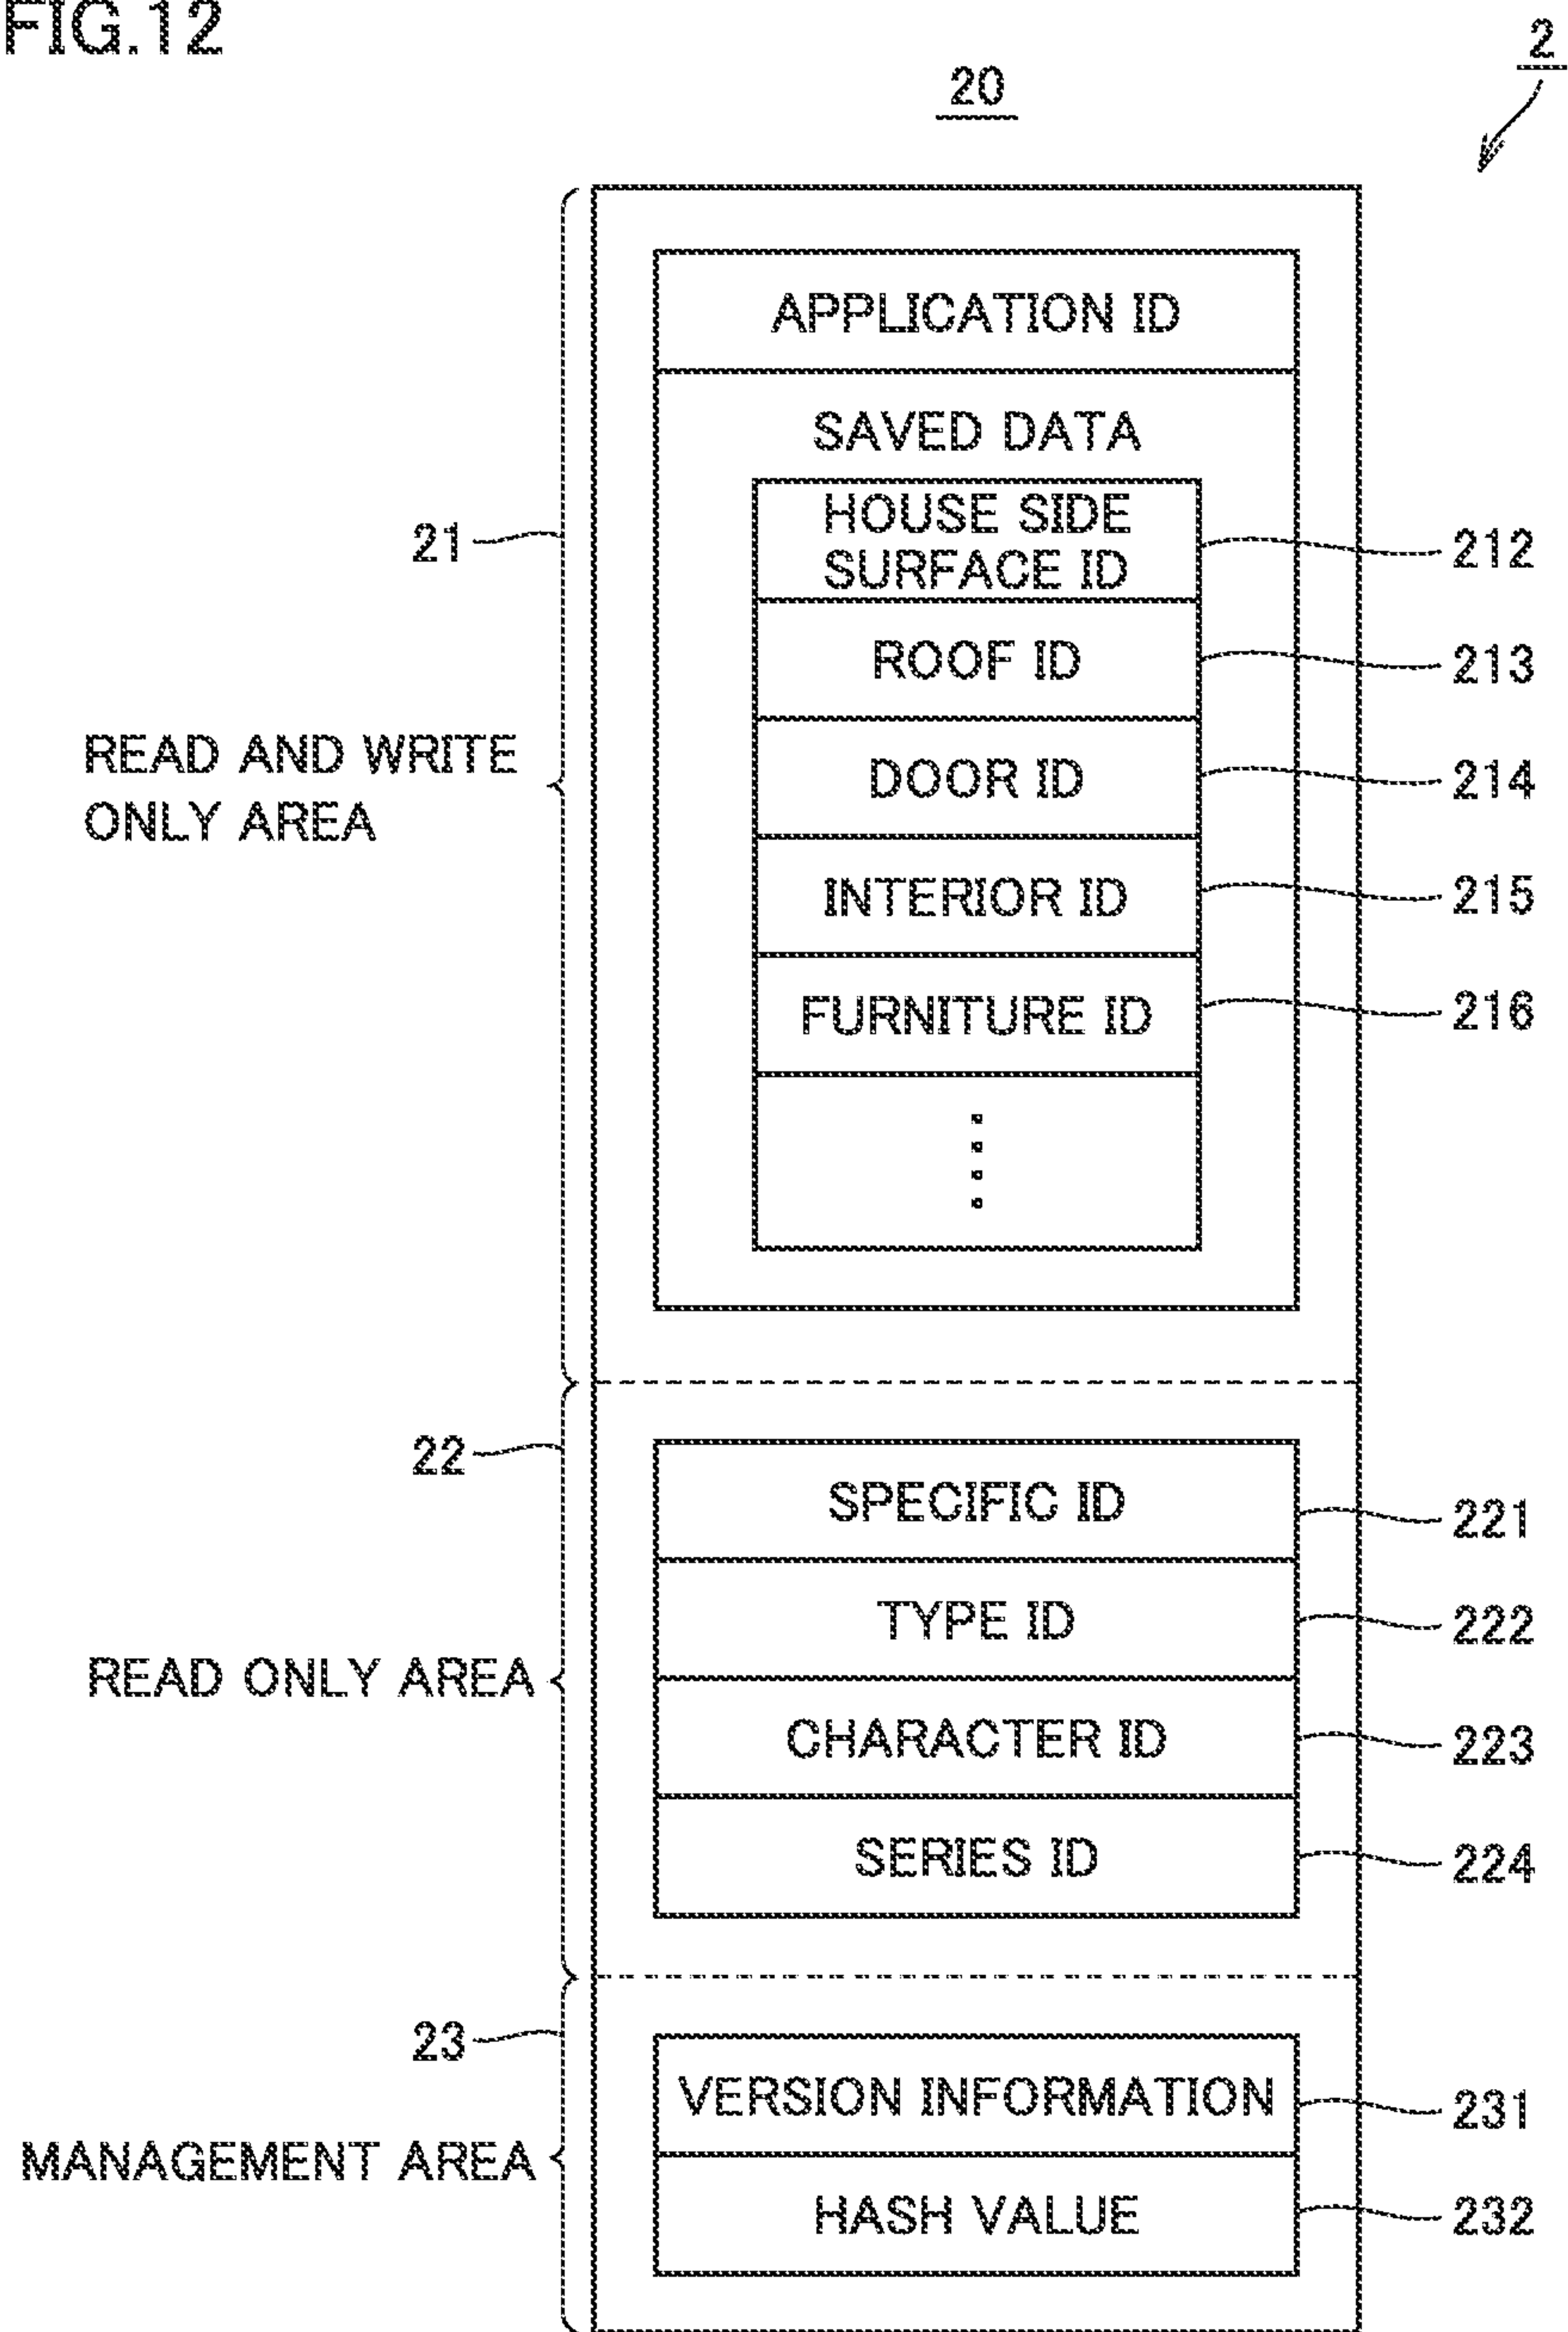 FIG.12
2
20
APPLICATION ID
SAVED DATA
HOUSE SIDE
SURFACE ID
212
21
ROOF ID
213
READ AND WRITE
ONLY AREA
DOOR ID
214
INTERIOR ID
215
FURNITURE ID
216
22
SPECIFIC ID
221
TYPE ID
222
READ ONLY AREA
CHARACTER ID
223
SERIES ID
224
23
VERSION INFORMATION
231
MANAGEMENT AREA
HASH VALUE
232